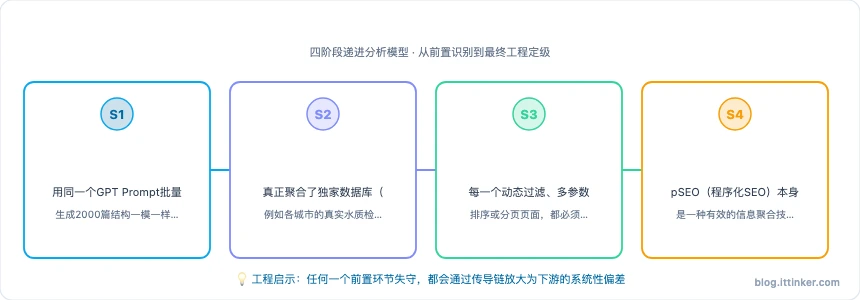 四阶段递进分析模型 · 从前置识别到最终工程定级
S1
用同一个GPT Prompt批量
生成2000篇结构一模一样...
S2
真正聚合了独家数据库（
例如各城市的真实水质检...
S3
每一个动态过滤、多参数
排序或分页页面，都必须...
S4
pSEO（程序化SEO）本身
是一种有效的信息聚合技...
💡 工程启示：任何一个前置环节失守，都会通过传导链放大为下游的系统性偏差
blog.ittinker.com